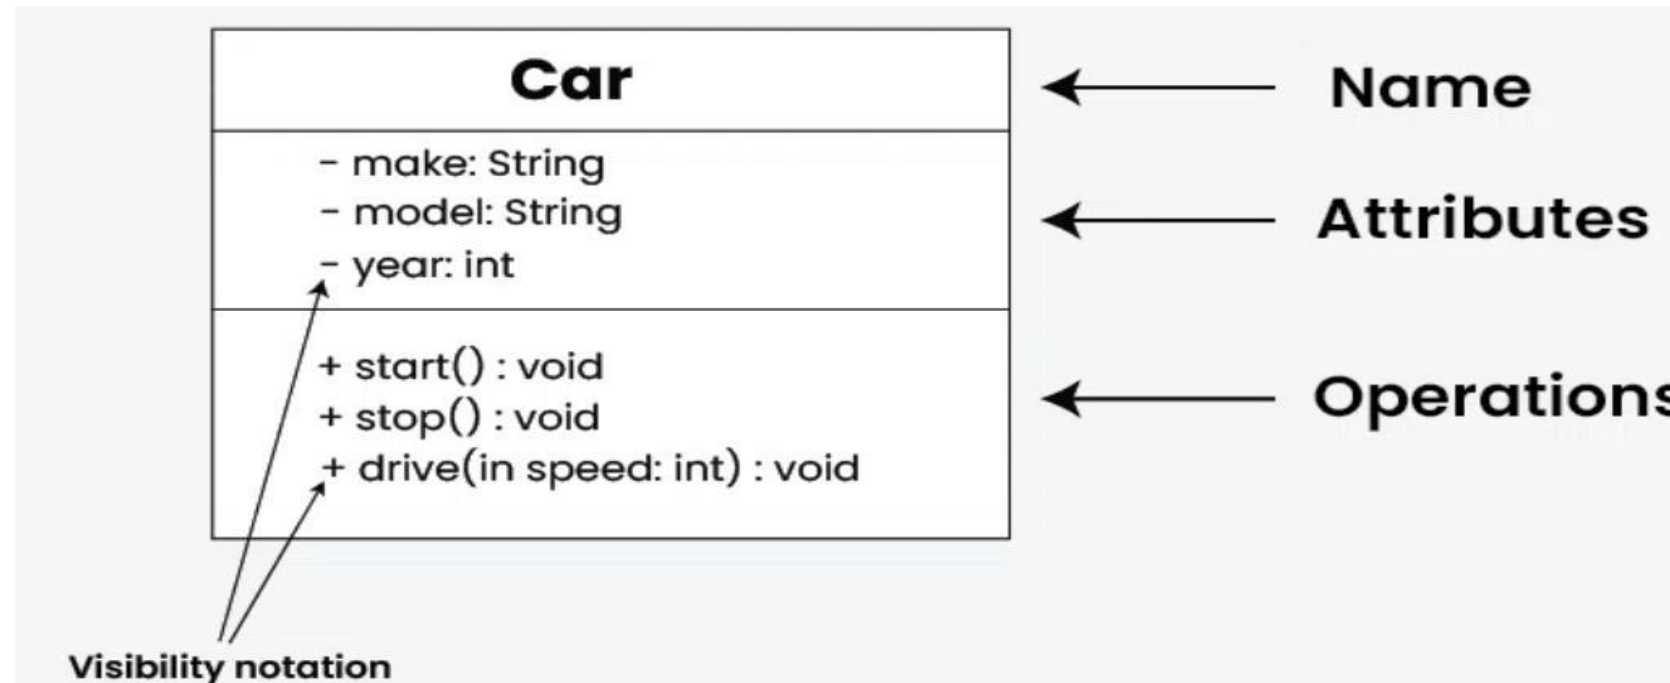 Car
Name
- make: String
- model: String
- year: int
Attributes
+ start() : void
+ stop() : void
+ drive(in speed: int) : void
Operations
Visibility notation